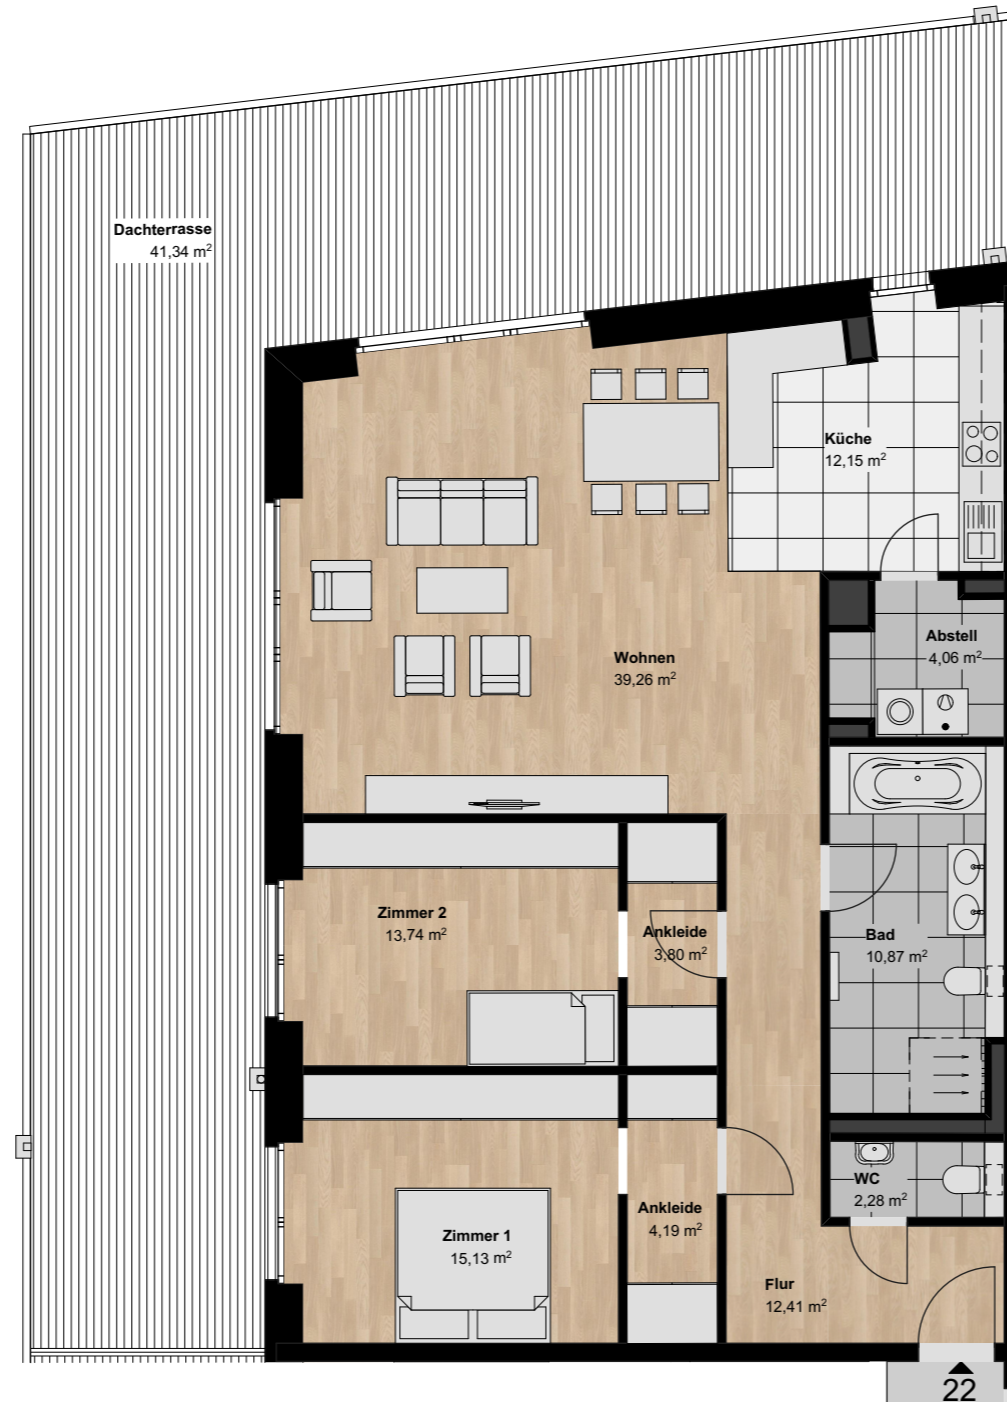 Dachterrasse
41,34 m²
Küche
12,15 m²
Abstell
4,06 m²
Wohnen
39,26 m²
Zimmer 2
13,74 m²
Ankleide
3,80 m²
Bad
10,87 m²
WC
2,28 m²
Ankleide
4,19 m²
Zimmer 1
15,13 m²
Flur
12,41 m²
22